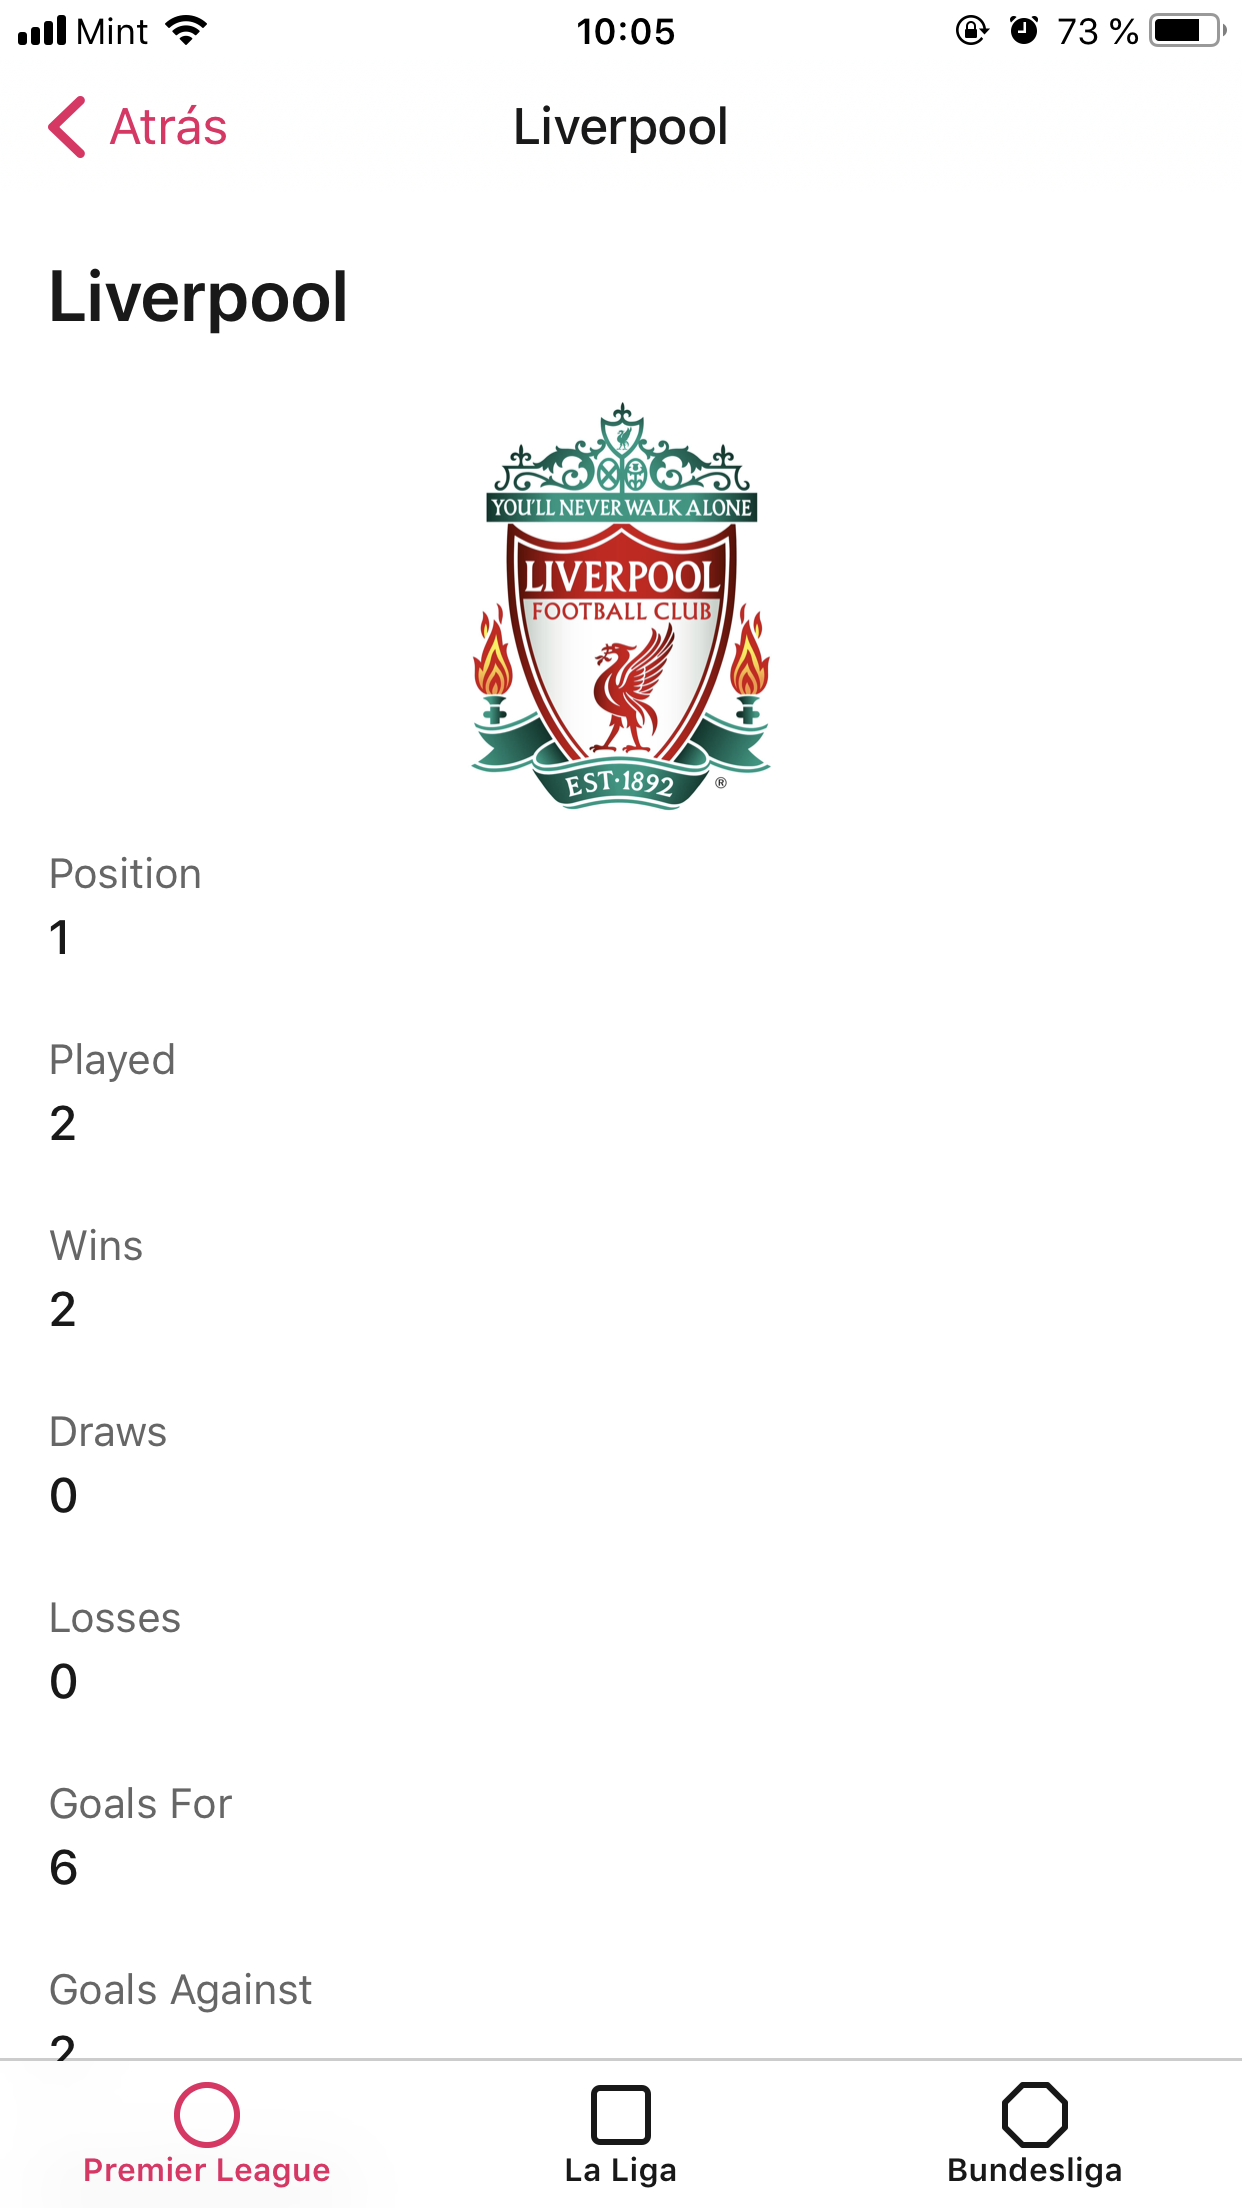 Mint 10:05 73 %
Atrás Liverpool
Liverpool
YOU'LL NEVER WALK ALONE
LIVERPOOL
FOOTBALL CLUB
EST·1892 ®
Position
1
Played
2
Wins
2
Draws
0
Losses
0
Goals For
6
Goals Against
2
Premier League La Liga Bundesliga